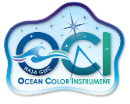 OCI
NASA GSFC
OCEAN COLOR INSTRUMENT